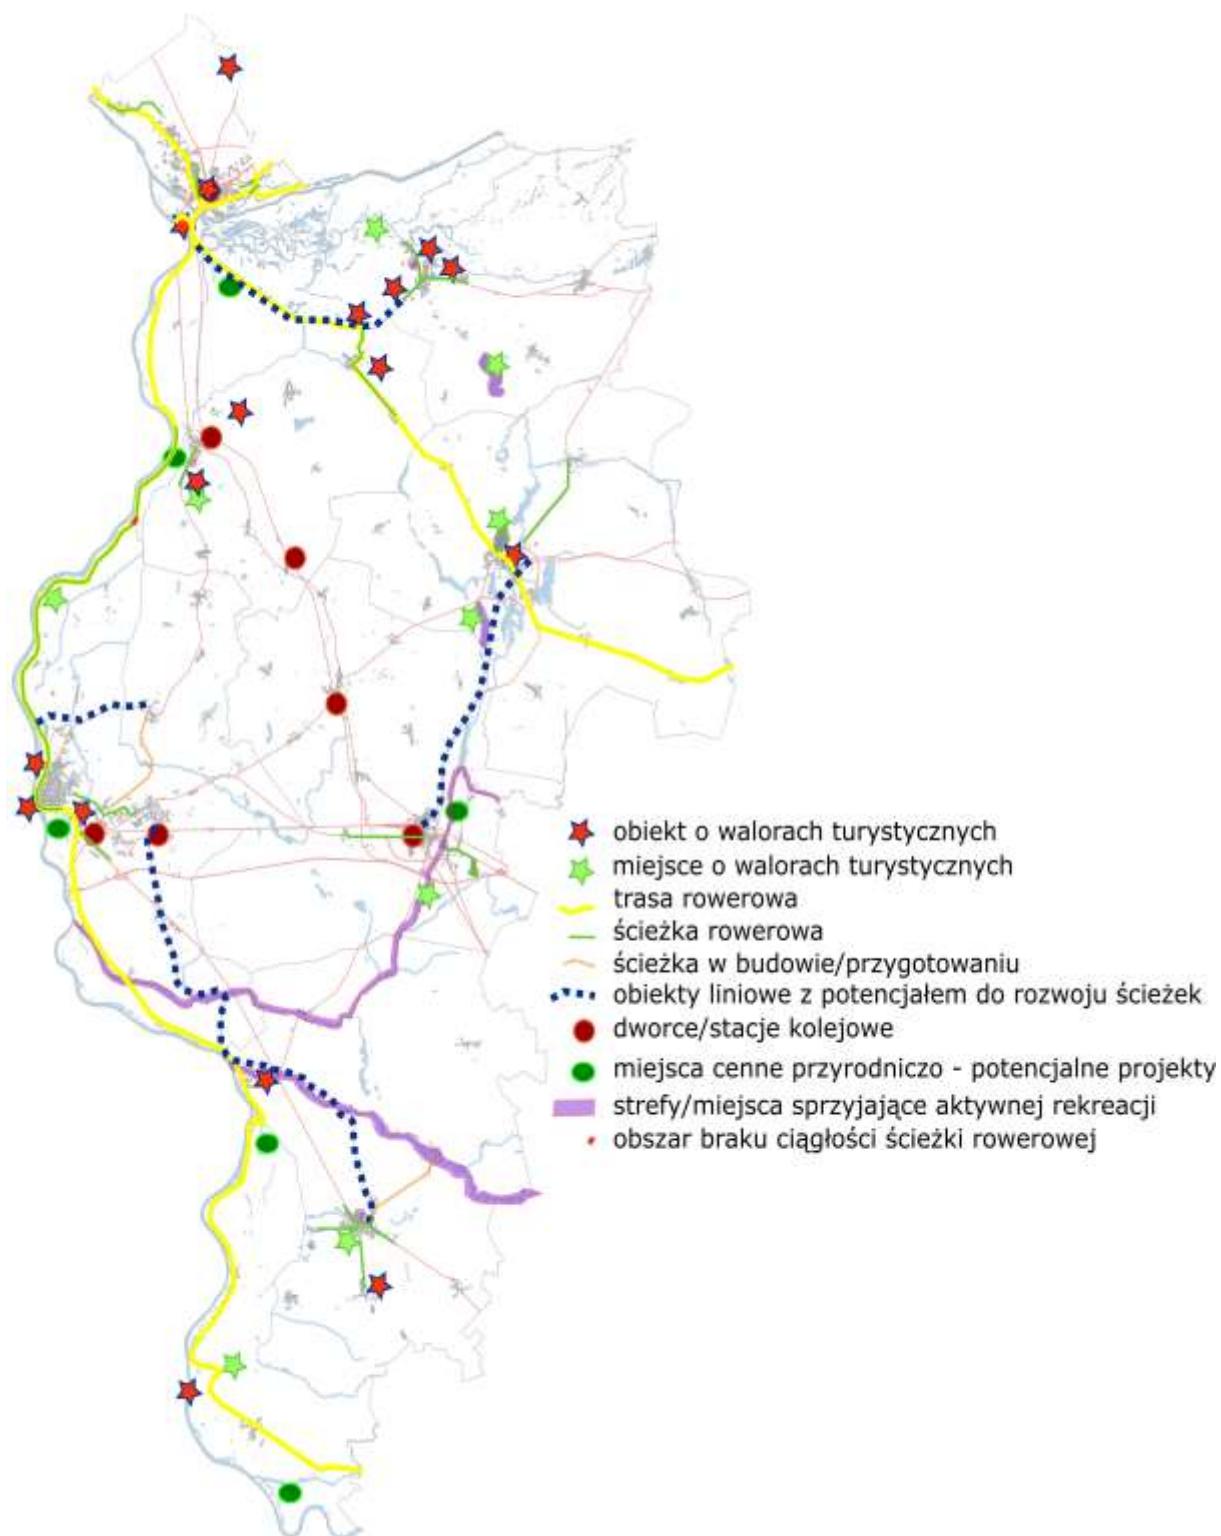 obiekt o walorach turystycznych
miejsce o walorach turystycznych
trasa rowerowa
ścieżka rowerowa
ścieżka w budowie/przygotowaniu
obiekty liniowe z potencjałem do rozwoju ścieżek
dworce/stacje kolejowe
miejsca cenne przyrodniczo - potencjalne projekty
strefy/miejsca sprzyjające aktywnej rekreacji
obszar braku ciągłości ścieżki rowerowej